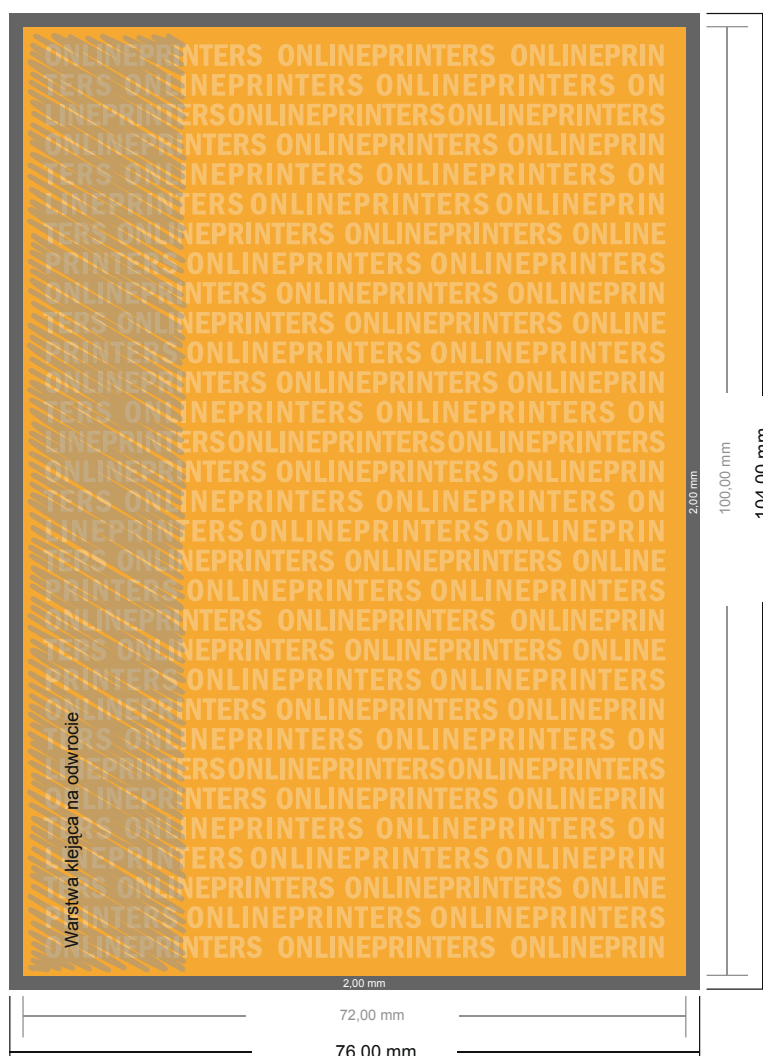 ONLINEPRINTERS ONLINEPRINTERS ONLINEPRIN
TERS ONLINEPRINTERS ONLINEPRINTERS ON
LINEPRINTERSONLINEPRINTERSONLINEPRINTERS
ONLINEPRINTERS ONLINEPRINTERS ONLINEPRIN
TERS ONLINEPRINTERS ONLINEPRINTERS ON
LINEPRINTERS ONLINEPRINTERS ONLINEPRIN
TERS ONLINEPRINTERS ONLINEPRINTERS ONLINE
PRINTERS ONLINEPRINTERS ONLINEPRINTERS
ONLINEPRINTERS ONLINEPRINTERS ONLINEPRIN
TERS ONLINEPRINTERS ONLINEPRINTERS ONLINE
PRINTERS ONLINEPRINTERS ONLINEPRINTERS
ONLINEPRINTERS ONLINEPRINTERS ONLINEPRIN
TERS ONLINEPRINTERS ONLINEPRINTERS ON
LINEPRINTERSONLINEPRINTERSONLINEPRINTERS
ONLINEPRINTERS ONLINEPRINTERS ONLINEPRIN
TERS ONLINEPRINTERS ONLINEPRINTERS ON
LINEPRINTERS ONLINEPRINTERS ONLINEPRIN
TERS ONLINEPRINTERS ONLINEPRINTERS ONLINE
PRINTERS ONLINEPRINTERS ONLINEPRINTERS
ONLINEPRINTERS ONLINEPRINTERS ONLINEPRIN
TERS ONLINEPRINTERS ONLINEPRINTERS ONLINE
PRINTERS ONLINEPRINTERS ONLINEPRINTERS
ONLINEPRINTERS ONLINEPRINTERS ONLINEPRIN
TERS ONLINEPRINTERS ONLINEPRINTERS ON
LINEPRINTERSONLINEPRINTERSONLINEPRINTERS
ONLINEPRINTERS ONLINEPRINTERS ONLINEPRIN
TERS ONLINEPRINTERS ONLINEPRINTERS ON
LINEPRINTERS ONLINEPRINTERS ONLINEPRIN
TERS ONLINEPRINTERS ONLINEPRINTERS ONLINE
PRINTERS ONLINEPRINTERS ONLINEPRINTERS
ONLINEPRINTERS ONLINEPRINTERS ONLINEPRIN
Warstwa klejąca na odwrocie
2,00 mm
100,00 mm
104,00 mm
2,00 mm
72,00 mm
76,00 mm